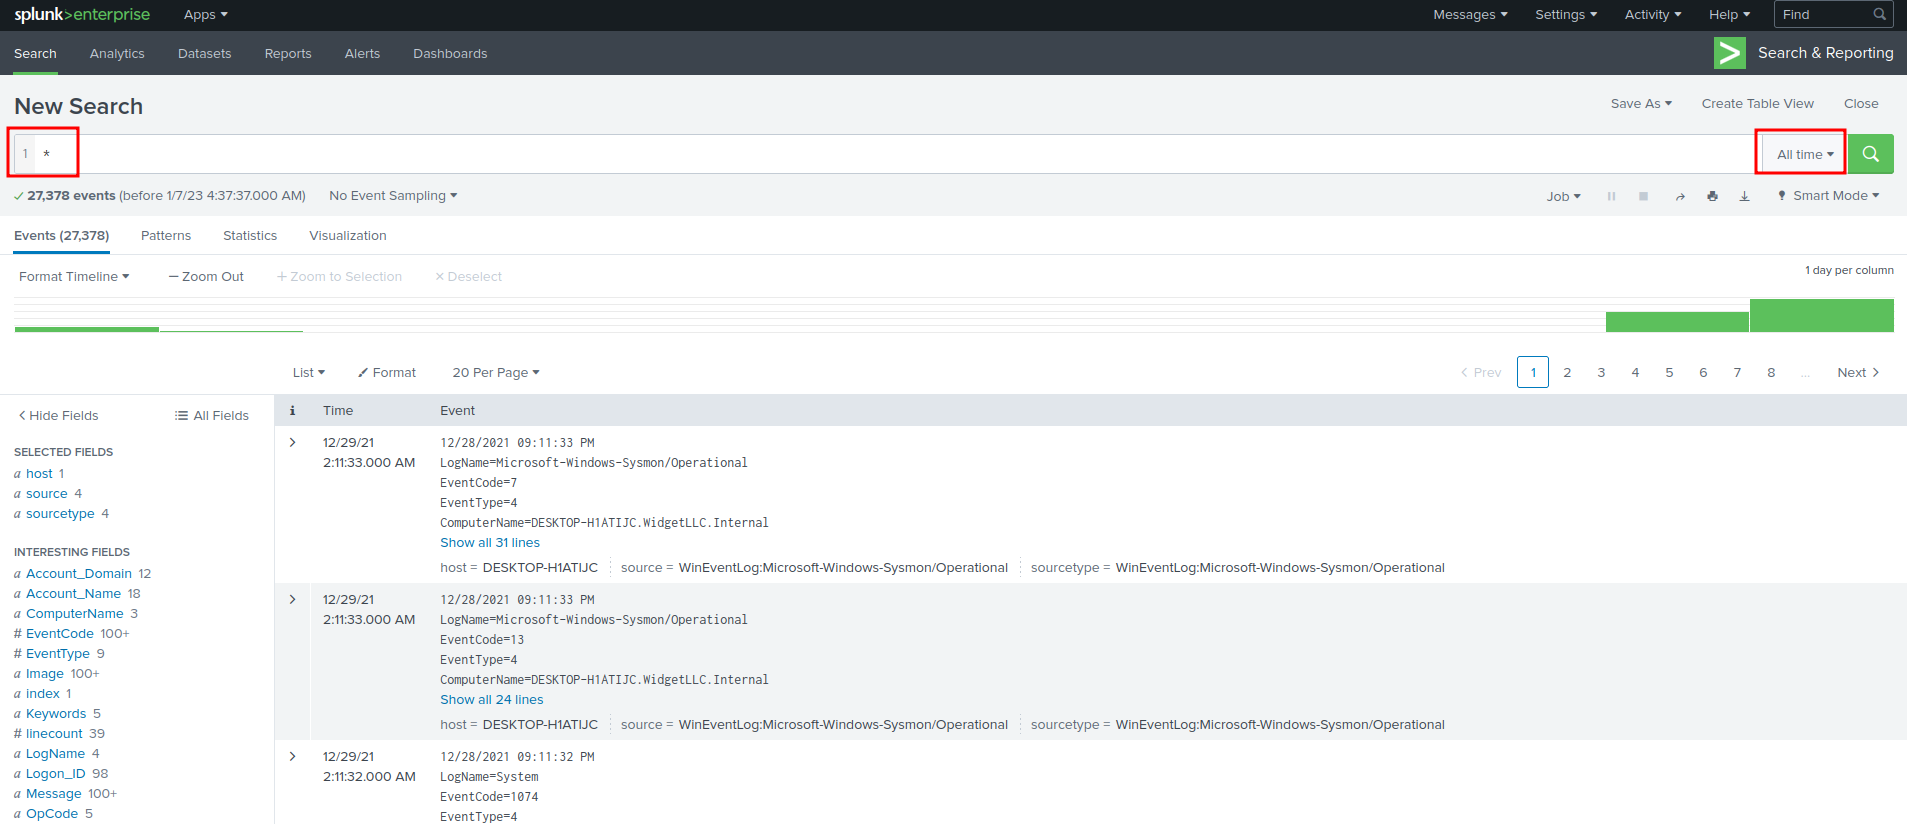 splunk>enterprise Apps Messages Settings Activity Help Find
Search Analytics Datasets Reports Alerts Dashboards Search & Reporting
New Search Save As Create Table View Close
1 * All time
27,378 events (before 1/7/23 4:37:37.000 AM) No Event Sampling Job Smart Mode
Events (27,378) Patterns Statistics Visualization
Format Timeline — Zoom Out + Zoom to Selection × Deselect 1 day per column
List Format 20 Per Page < Prev 1 2 3 4 5 6 7 8 ... Next >
< Hide Fields All Fields
SELECTED FIELDS
a host 1
a source 4
a sourcetype 4
INTERESTING FIELDS
a Account_Domain 12
a Account_Name 18
a ComputerName 3
# EventCode 100+
# EventType 9
a Image 100+
a index 1
a Keywords 5
# linecount 39
a LogName 4
a Logon_ID 98
a Message 100+
a OpCode 5
i Time Event
> 12/29/21 12/28/2021 09:11:33 PM
2:11:33.000 AM LogName=Microsoft-Windows-Sysmon/Operational
EventCode=7
EventType=4
ComputerName=DESKTOP-H1ATIJC.WidgetLLC.Internal
Show all 31 lines
host = DESKTOP-H1ATIJC source = WinEventLog:Microsoft-Windows-Sysmon/Operational sourcetype = WinEventLog:Microsoft-Windows-Sysmon/Operational
> 12/29/21 12/28/2021 09:11:33 PM
2:11:33.000 AM LogName=Microsoft-Windows-Sysmon/Operational
EventCode=13
EventType=4
ComputerName=DESKTOP-H1ATIJC.WidgetLLC.Internal
Show all 24 lines
host = DESKTOP-H1ATIJC source = WinEventLog:Microsoft-Windows-Sysmon/Operational sourcetype = WinEventLog:Microsoft-Windows-Sysmon/Operational
> 12/29/21 12/28/2021 09:11:32 PM
2:11:32.000 AM LogName=System
EventCode=1074
EventType=4